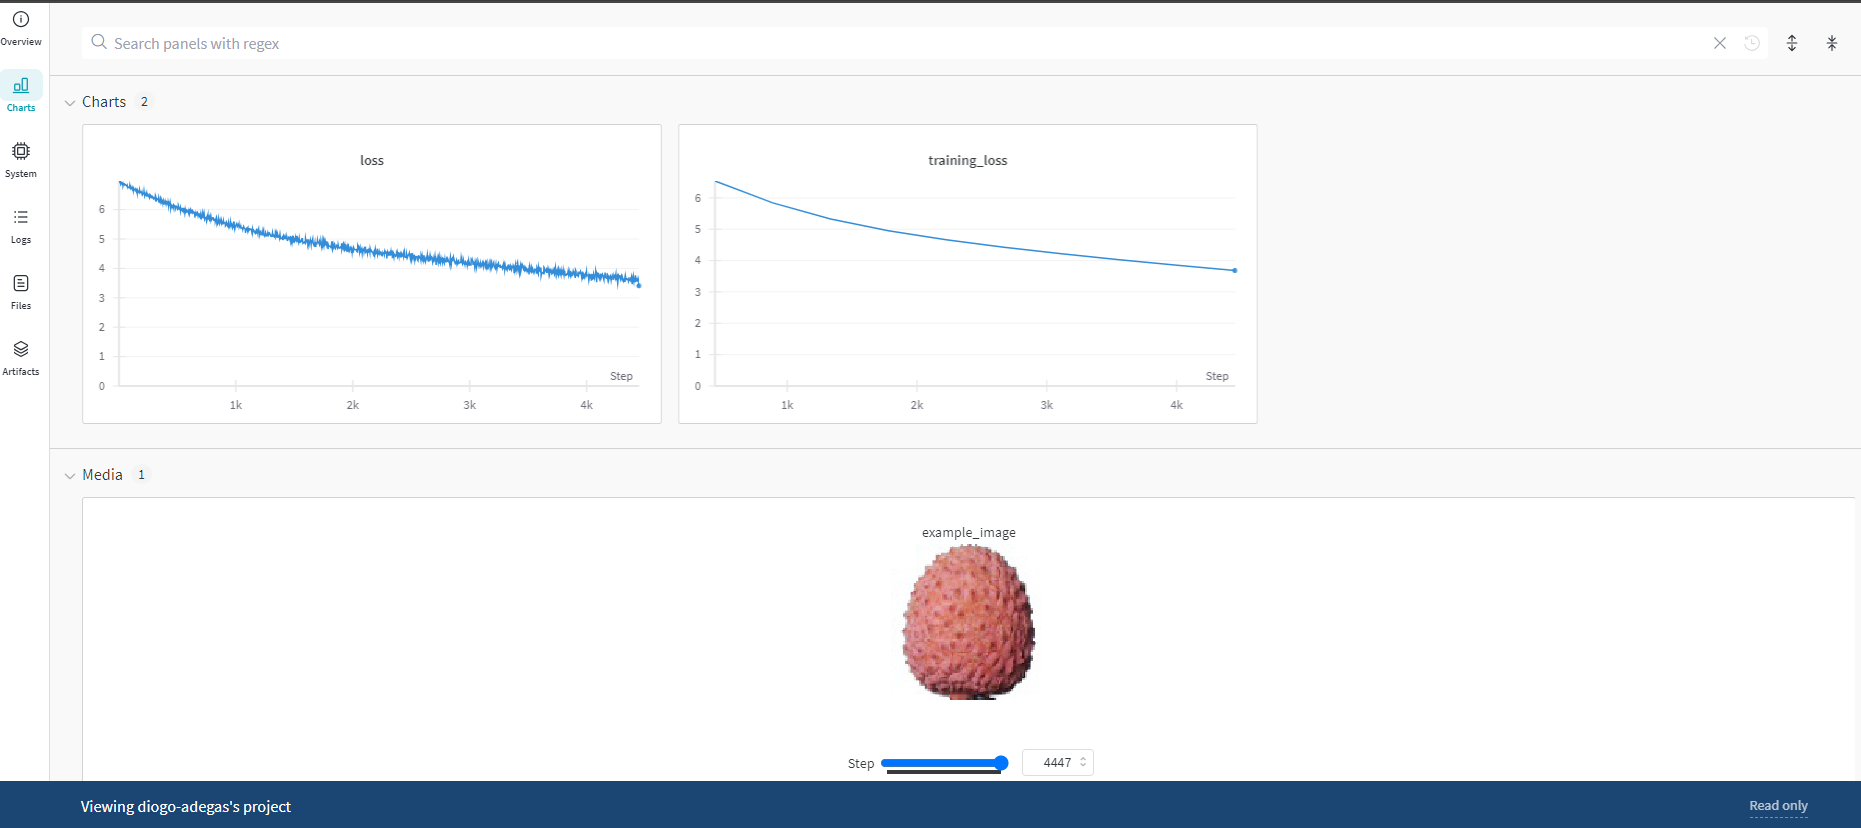 Overview
Charts
System
Logs
Files
Artifacts
Search panels with regex
Charts 2
loss
6
5
4
3
2
1
0
Step
1k 2k 3k 4k
training_loss
6
5
4
3
2
1
0
Step
1k 2k 3k 4k
Media 1
example_image
Step 4447
Viewing diogo-adegas's project
Read only